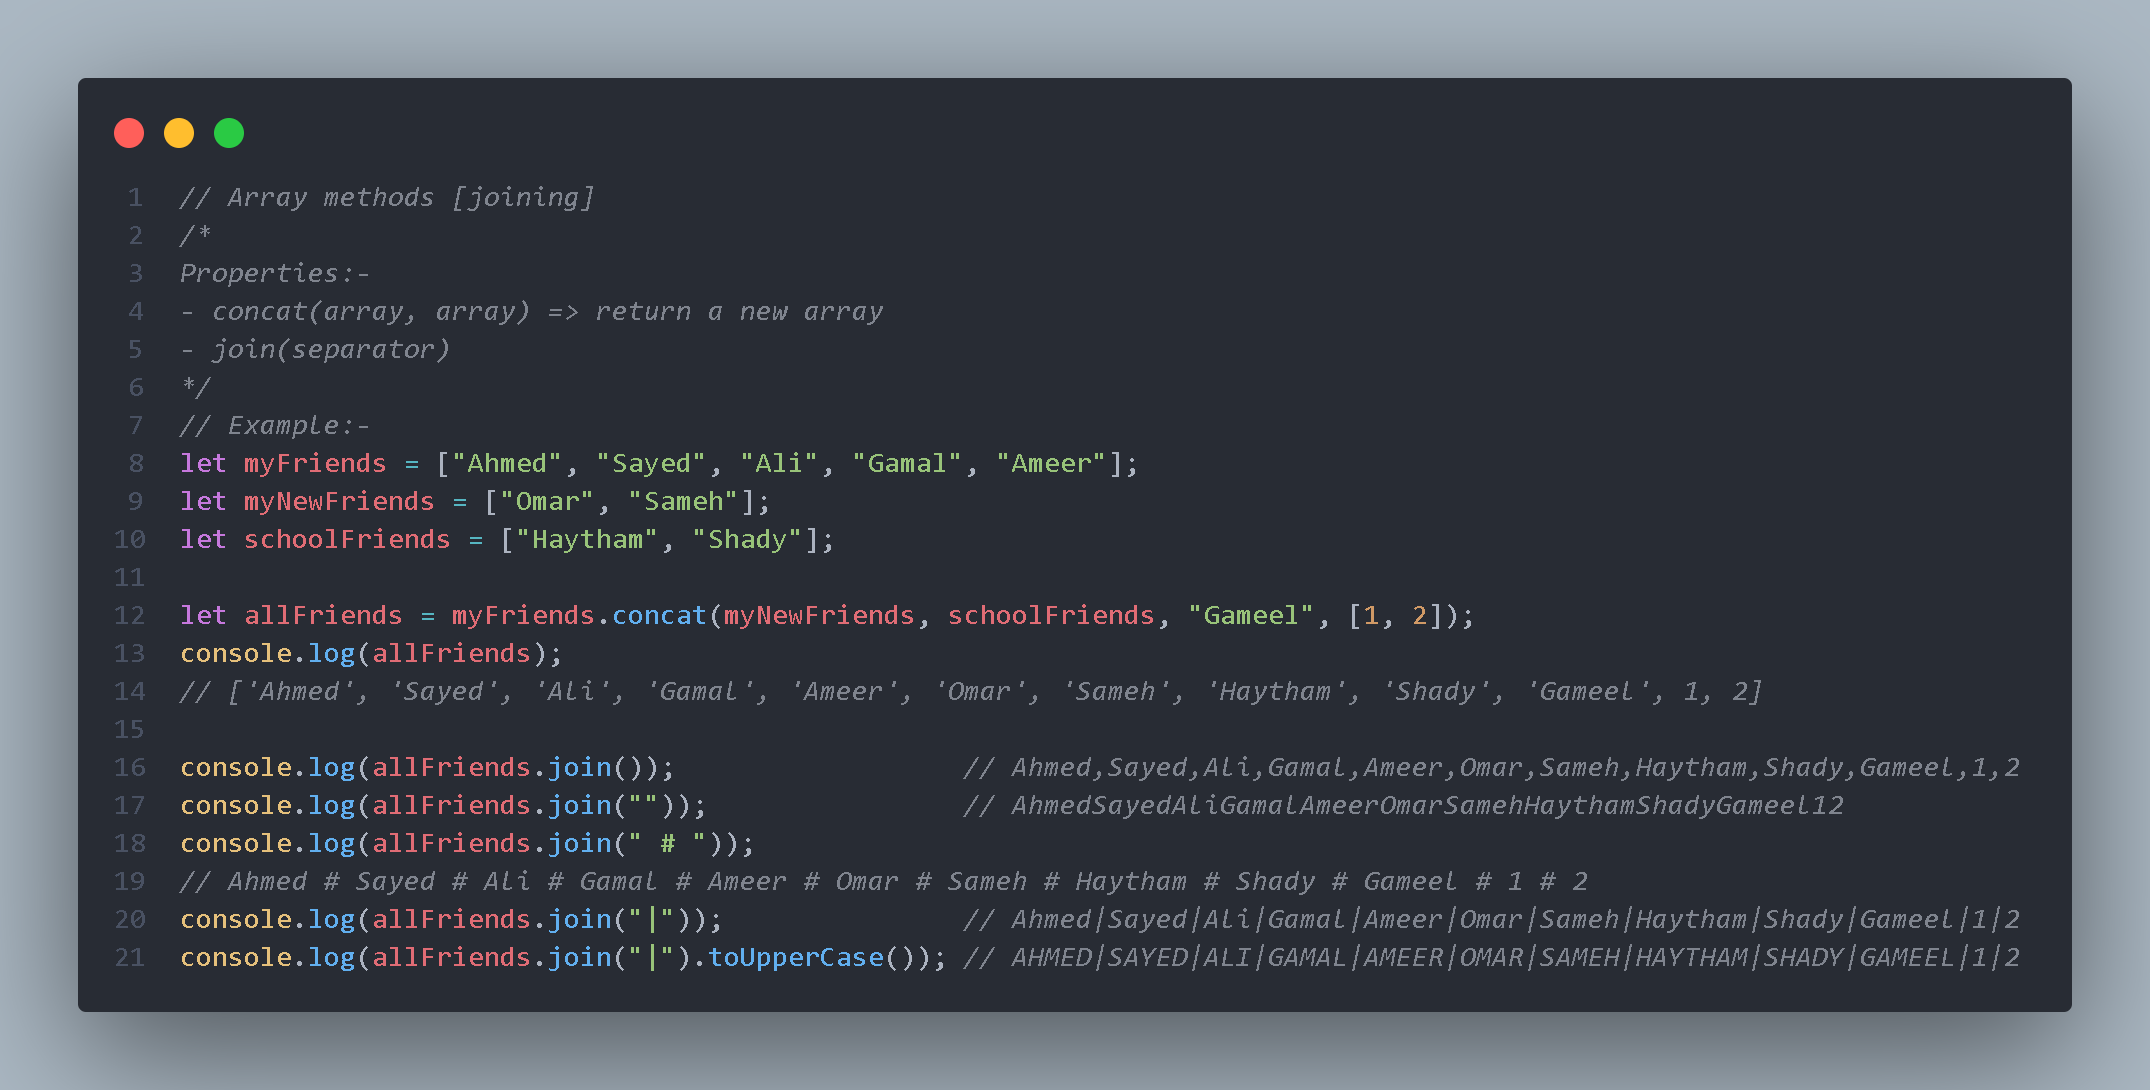 1 // Array methods [joining]
2 /*
3 Properties:-
4 - concat(array, array) => return a new array
5 - join(separator)
6 */
7 // Example:-
8 let myFriends = ["Ahmed", "Sayed", "Ali", "Gamal", "Ameer"];
9 let myNewFriends = ["Omar", "Sameh"];
10 let schoolFriends = ["Haytham", "Shady"];
11
12 let allFriends = myFriends.concat(myNewFriends, schoolFriends, "Gameel", [1, 2]);
13 console.log(allFriends);
14 // ['Ahmed', 'Sayed', 'Ali', 'Gamal', 'Ameer', 'Omar', 'Sameh', 'Haytham', 'Shady', 'Gameel', 1, 2]
15
16 console.log(allFriends.join());                  // Ahmed,Sayed,Ali,Gamal,Ameer,Omar,Sameh,Haytham,Shady,Gameel,1,2
17 console.log(allFriends.join(""));                // AhmedSayedAliGamalAmeerOmarSamehHaythamShadyGameel12
18 console.log(allFriends.join(" # "));
19 // Ahmed # Sayed # Ali # Gamal # Ameer # Omar # Sameh # Haytham # Shady # Gameel # 1 # 2
20 console.log(allFriends.join("|"));               // Ahmed|Sayed|Ali|Gamal|Ameer|Omar|Sameh|Haytham|Shady|Gameel|1|2
21 console.log(allFriends.join("|").toUpperCase()); // AHMED|SAYED|ALI|GAMAL|AMEER|OMAR|SAMEH|HAYTHAM|SHADY|GAMEEL|1|2